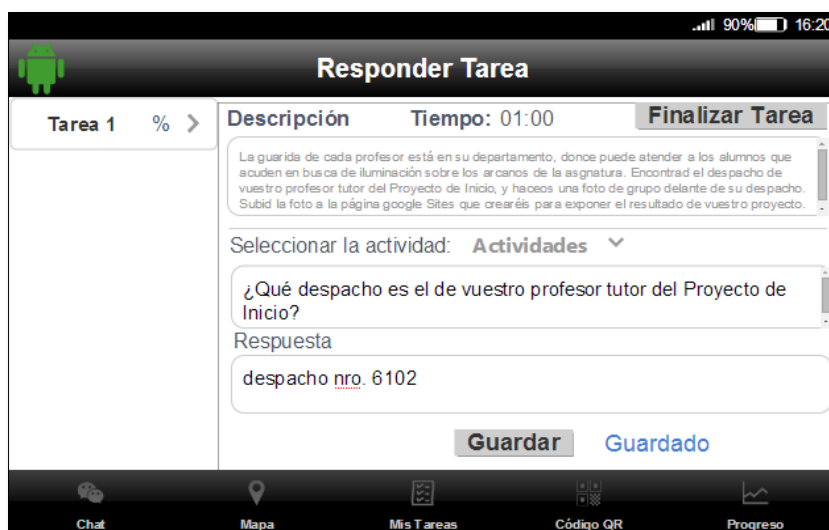 90% 16:20
Responder Tarea
Tarea 1 %
Descripción Tiempo: 01:00 Finalizar Tarea
La guarida de cada profesor está en su departamento, donce puede atender a los alumnos que
acuden en busca de iluminación sobre los arcanos de la asgnatura. Encontrad el despacho de
vuestro profesor tutor del Proyecto de Inicio, y haceos una foto de grupo delante de su despacho.
Subid la foto a la página google Sites que crearéis para exponer el resultado de vuestro proyecto.
Seleccionar la actividad: Actividades
¿Qué despacho es el de vuestro profesor tutor del Proyecto de
Inicio?
Respuesta
despacho nro. 6102
Guardar Guardado
Chat Mapa Mis Tareas Código QR Progreso